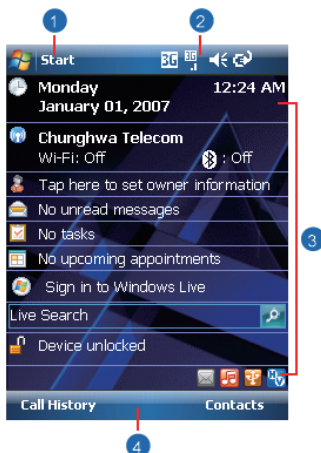 1 2
Start 3G 3G
Monday 12:24 AM
January 01, 2007
Chunghwa Telecom
Wi-Fi: Off : Off
Tap here to set owner information
No unread messages
3
No tasks
No upcoming appointments
Sign in to Windows Live
Live Search
Device unlocked
Call History Contacts
4